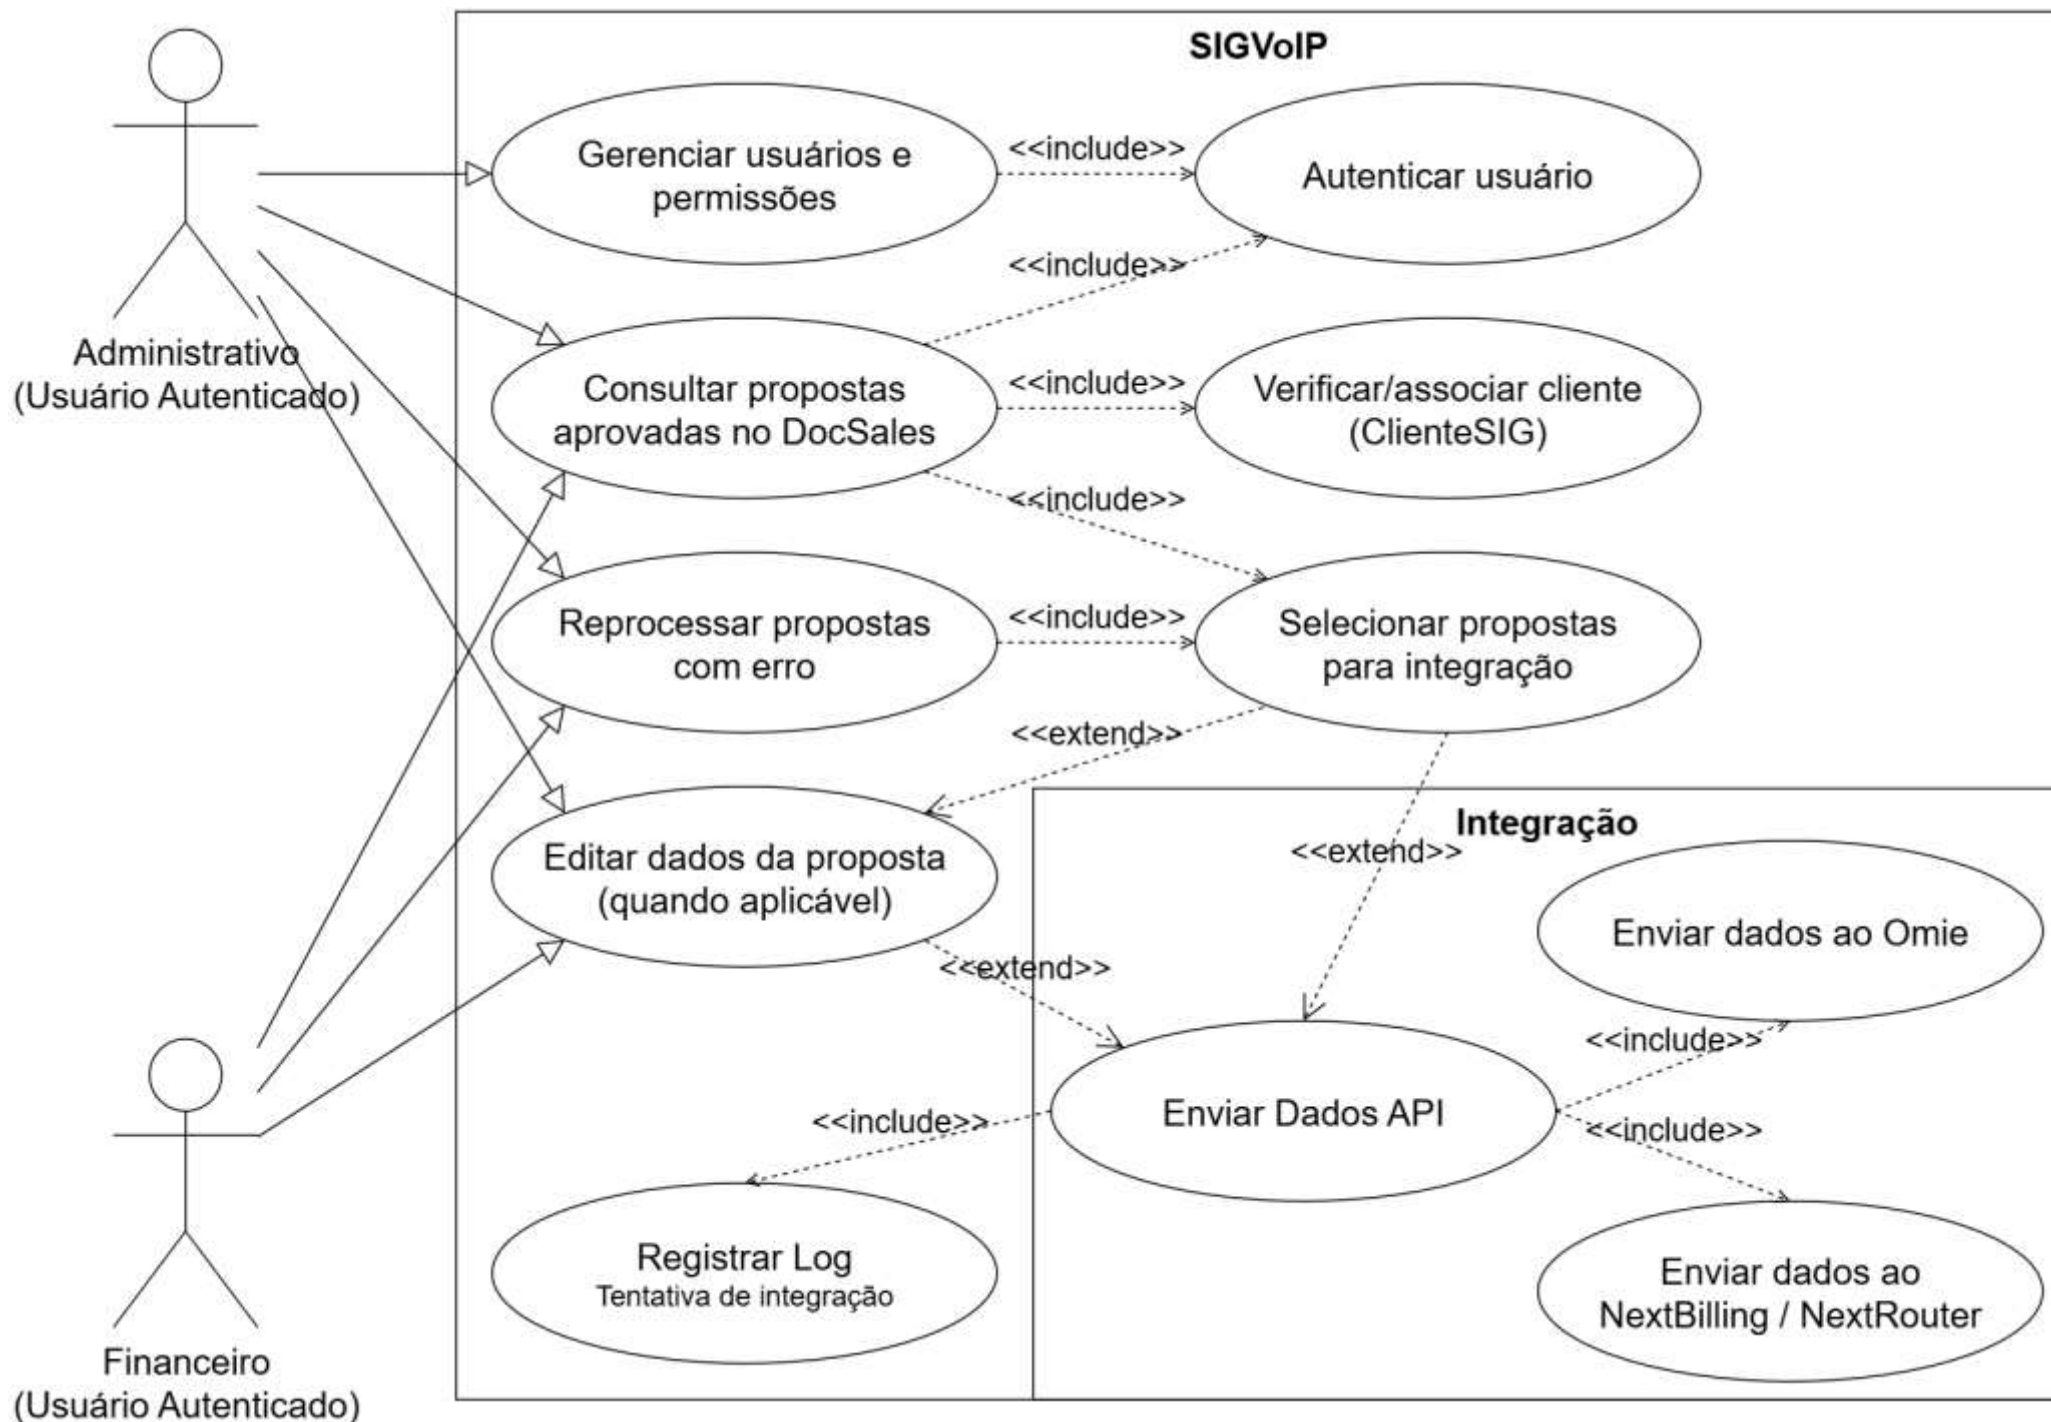 SIGVoIP
Gerenciar usuários e
permissões
<<include>>
Autenticar usuário
<<include>>
Administrativo
(Usuário Autenticado)
Consultar propostas
aprovadas no DocSales
<<include>>
Verificar/associar cliente
(ClienteSIG)
<<include>>
Reprocessar propostas
com erro
<<include>>
Selecionar propostas
para integração
<<extend>>
Integração
<<extend>>
Editar dados da proposta
(quando aplicável)
<<extend>>
Enviar dados ao Omie
<<include>>
Enviar Dados API
<<include>>
<<include>>
Registrar Log
Tentativa de integração
Enviar dados ao
NextBilling / NextRouter
Financeiro
(Usuário Autenticado)